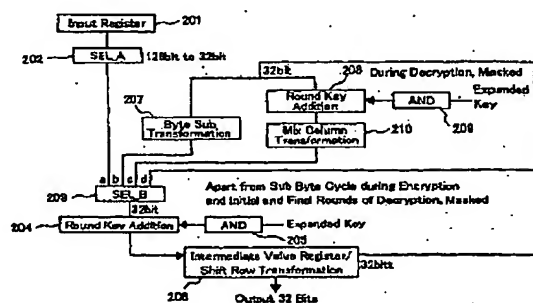 Input Register
201
202
SEL A
128bit to 32bit
32bit
208
During Decryption, Masked
207
Round Key
Addition
AND
Expanded
Key
209
Byte Sub
Transformation
Mix Column
Transformation
210
a b c d
203
SEL B
32bit
Apart from Sub Byte Cycle during Encryption
and Initial and Final Rounds of Decryption, Masked
204
Round Key Addition
AND
Expanded Key
205
Intermediate Value Register/
Shift Row Transformation
32bits
206
Output 32 Bits